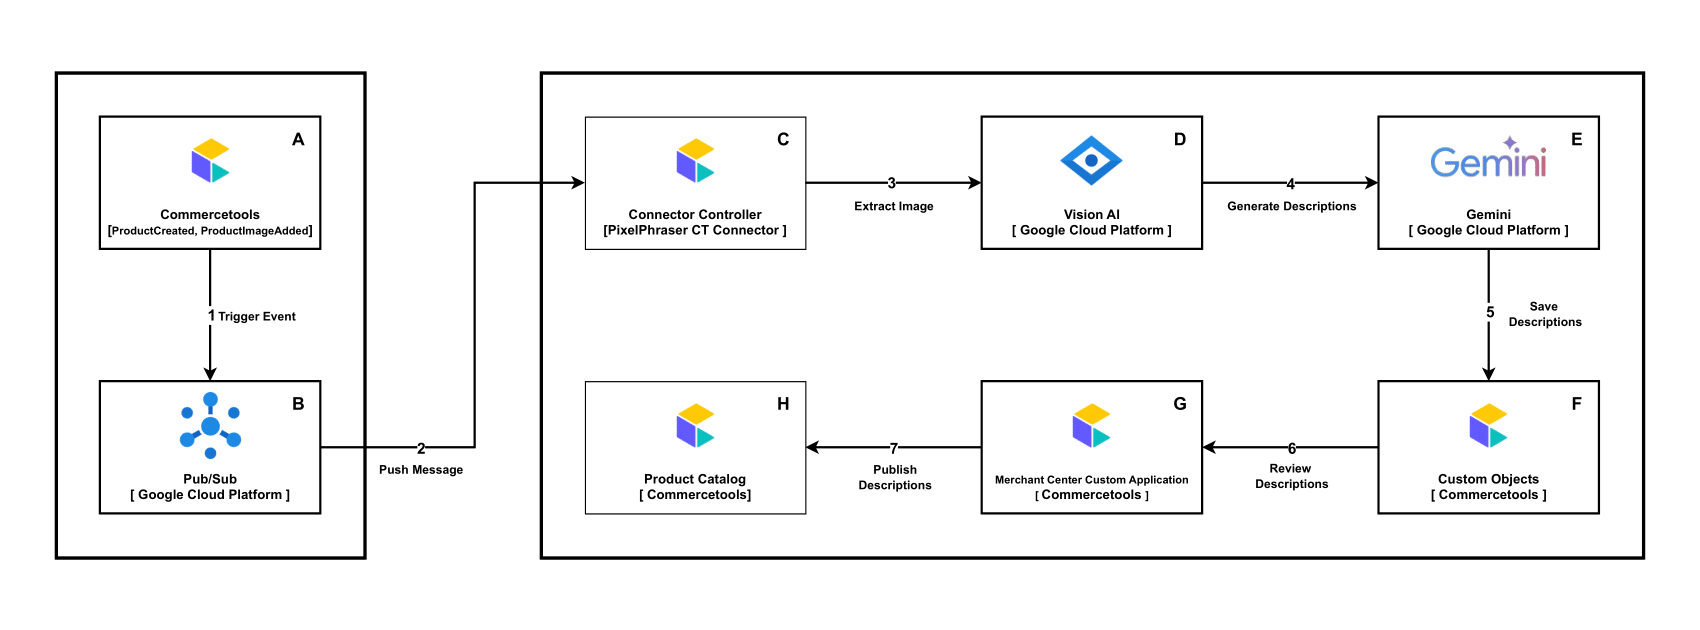 A
Commercetools
[ProductCreated, ProductImageAdded]
1 Trigger Event
B
Pub/Sub
[ Google Cloud Platform ]
2
Push Message
C
Connector Controller
[PixelPhraser CT Connector ]
3
Extract Image
D
Vision AI
[ Google Cloud Platform ]
4
Generate Descriptions
E
Gemini
Gemini
[ Google Cloud Platform ]
5
Save
Descriptions
F
Custom Objects
[ Commercetools ]
6
Review
Descriptions
G
Merchant Center Custom Application
[ Commercetools ]
7
Publish
Descriptions
H
Product Catalog
[ Commercetools]